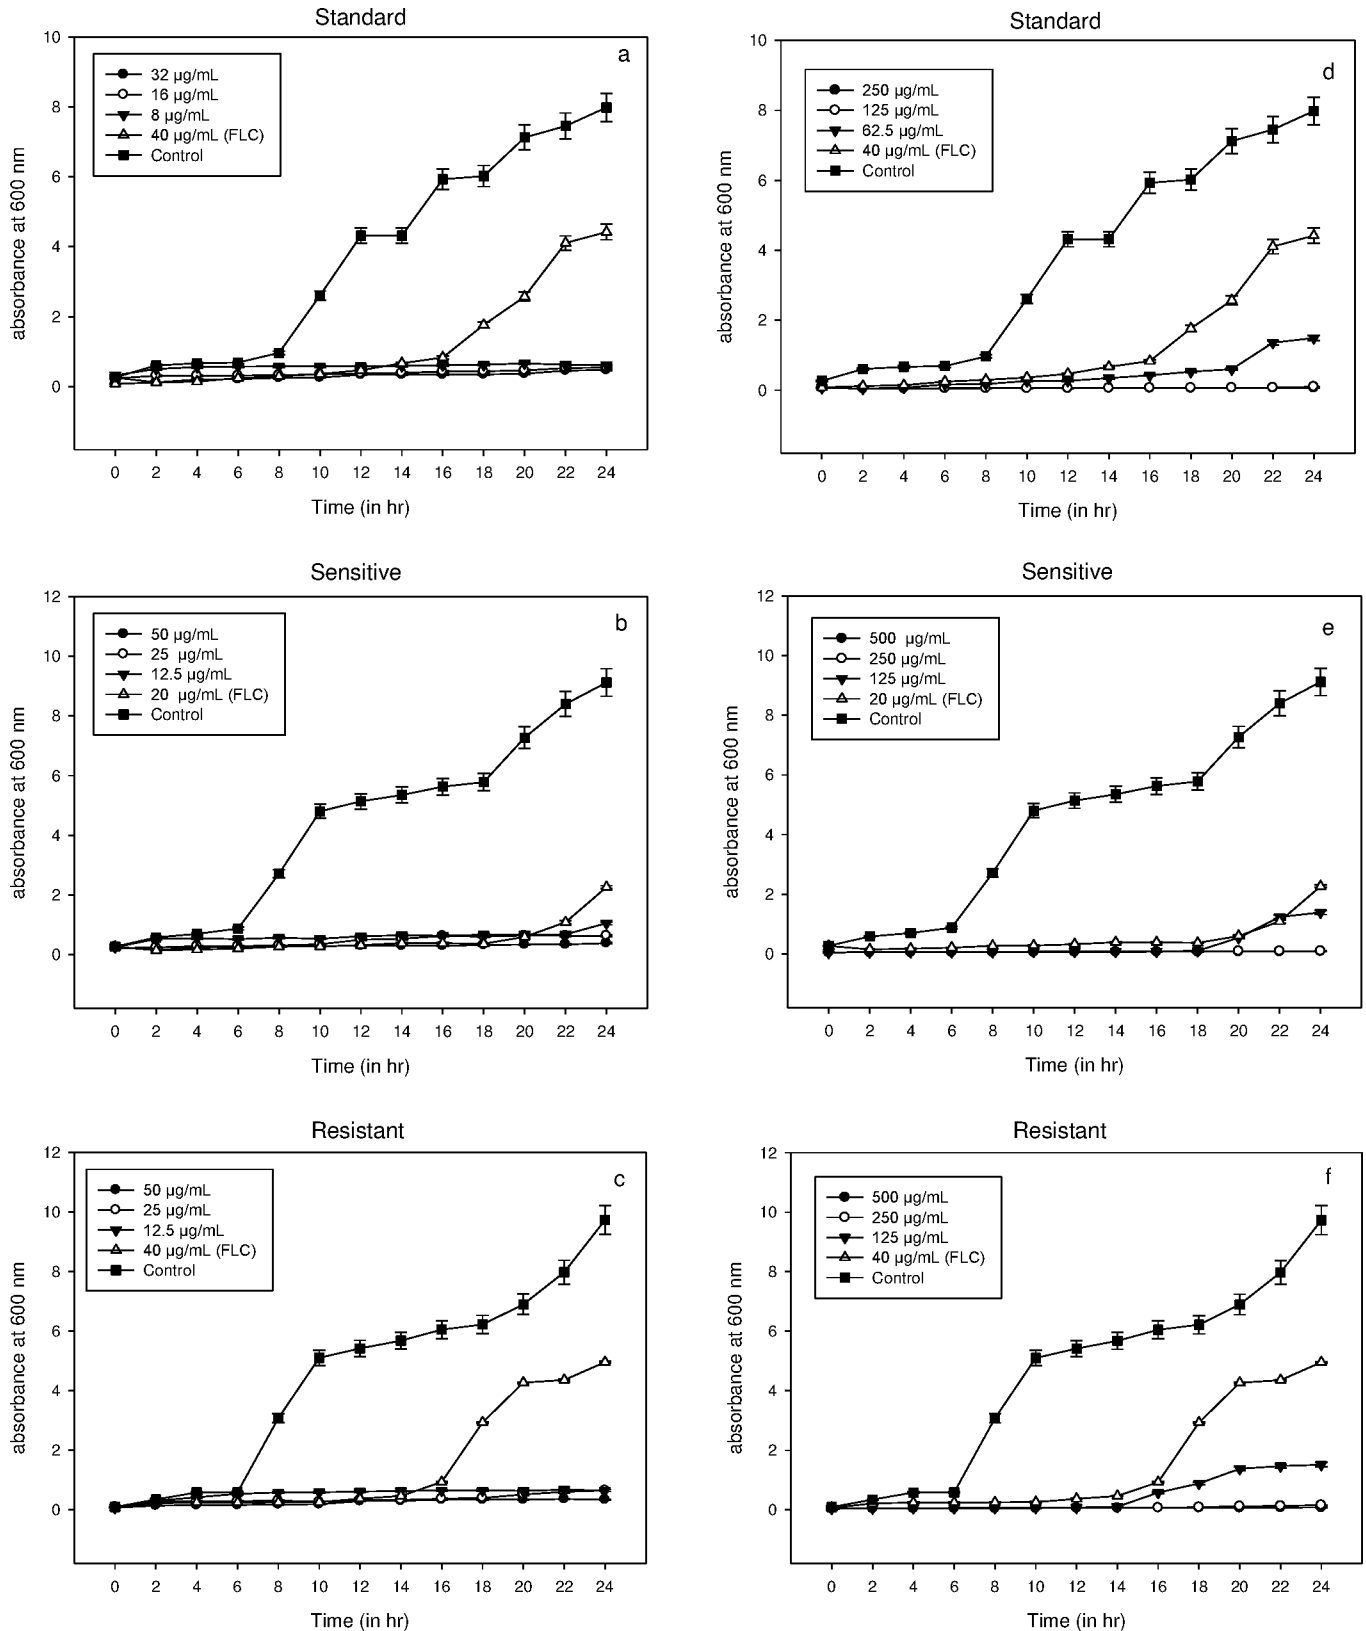 Standard
a
10
8
6
4
2
0
absorbance at 600 nm
32 µg/mL
16 µg/mL
8 µg/mL
40 µg/mL (FLC)
Control
0 2 4 6 8 10 12 14 16 18 20 22 24
Time (in hr)
Standard
d
10
8
6
4
2
0
absorbance at 600 nm
250 µg/mL
125 µg/mL
62.5 µg/mL
40 µg/mL (FLC)
Control
0 2 4 6 8 10 12 14 16 18 20 22 24
Time (in hr)
Sensitive
b
12
10
8
6
4
2
0
absorbance at 600 nm
50 µg/mL
25 µg/mL
12.5 µg/mL
20 µg/mL (FLC)
Control
0 2 4 6 8 10 12 14 16 18 20 22 24
Time (in hr)
Sensitive
e
12
10
8
6
4
2
0
absorbance at 600 nm
500 µg/mL
250 µg/mL
125 µg/mL
20 µg/mL (FLC)
Control
0 2 4 6 8 10 12 14 16 18 20 22 24
Time (in hr)
Resistant
c
12
10
8
6
4
2
0
absorbance at 600 nm
50 µg/mL
25 µg/mL
12.5 µg/mL
40 µg/mL (FLC)
Control
0 2 4 6 8 10 12 14 16 18 20 22 24
Time (in hr)
Resistant
f
12
10
8
6
4
2
0
absorbance at 600 nm
500 µg/mL
250 µg/mL
125 µg/mL
40 µg/mL (FLC)
Control
0 2 4 6 8 10 12 14 16 18 20 22 24
Time (in hr)